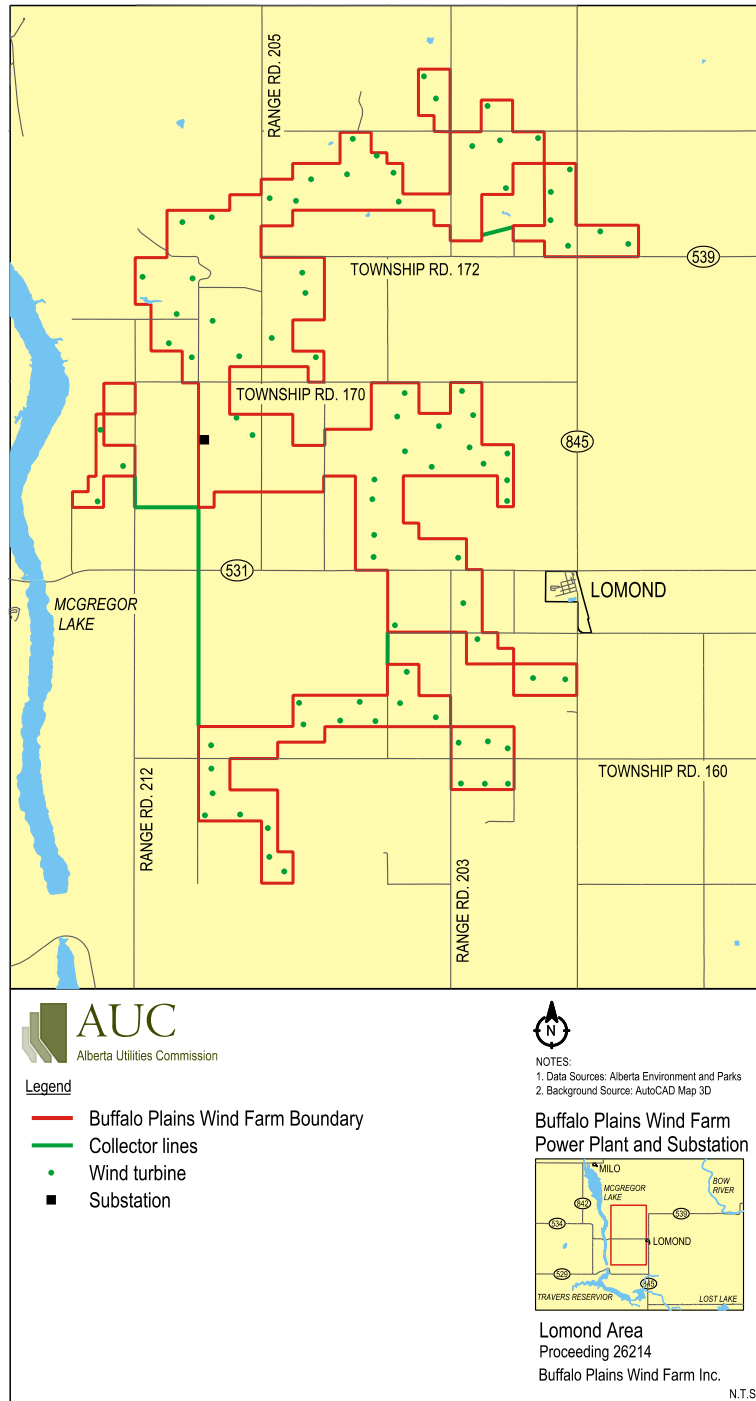 RANGE RD. 205
TOWNSHIP RD. 172
539
TOWNSHIP RD. 170
845
531
LOMOND
MCGREGOR
LAKE
TOWNSHIP RD. 160
RANGE RD. 212
RANGE RD. 203
AUC
Alberta Utilities Commission
Legend
Buffalo Plains Wind Farm Boundary
Collector lines
Wind turbine
Substation
N
NOTES:
1. Data Sources: Alberta Environment and Parks
2. Background Source: AutoCAD Map 3D
Buffalo Plains Wind Farm
Power Plant and Substation
MILO
MCGREGOR
LAKE
BOW
RIVER
842
534
539
LOMOND
529
845
TRAVERS RESERVIOR
LOST LAKE
Lomond Area
Proceeding 26214
Buffalo Plains Wind Farm Inc.
N.T.S